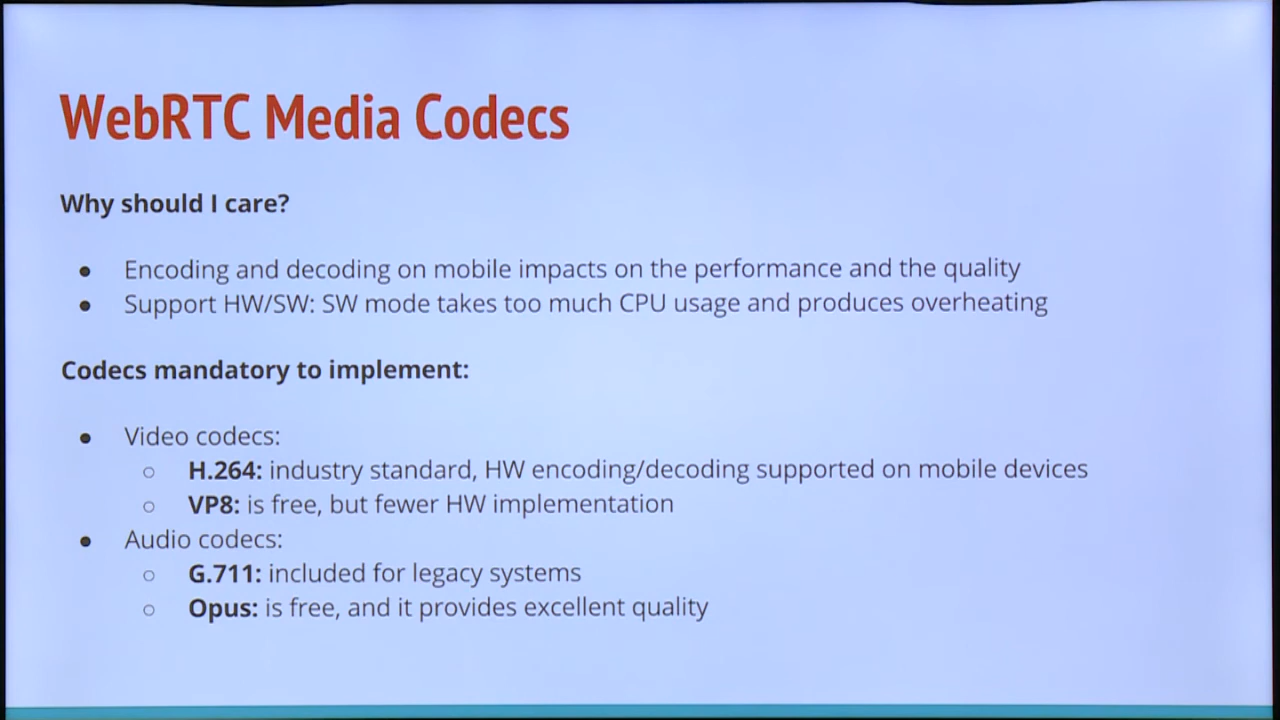 WebRTC Media Codecs
Why should I care?
● Encoding and decoding on mobile impacts on the performance and the quality
● Support HW/SW: SW mode takes too much CPU usage and produces overheating
Codecs mandatory to implement:
● Video codecs:
○ H.264: industry standard, HW encoding/decoding supported on mobile devices
○ VP8: is free, but fewer HW implementation
● Audio codecs:
○ G.711: included for legacy systems
○ Opus: is free, and it provides excellent quality